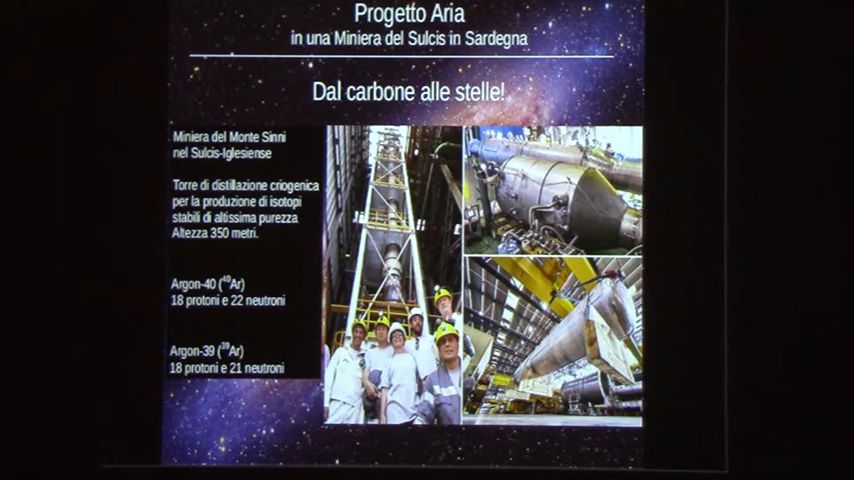 Progetto Aria
in una Miniera del Sulcis in Sardegna
Dal carbone alle stelle!
Miniera del Monte Sinni
nel Sulcis-Iglesiense
Torre di distillazione criogenica
per la produzione di isotopi
stabili di altissima purezza
Altezza 350 metri.
Argon-40 (⁴⁰Ar)
18 protoni e 22 neutroni
Argon-39 (³⁹Ar)
18 protoni e 21 neutroni